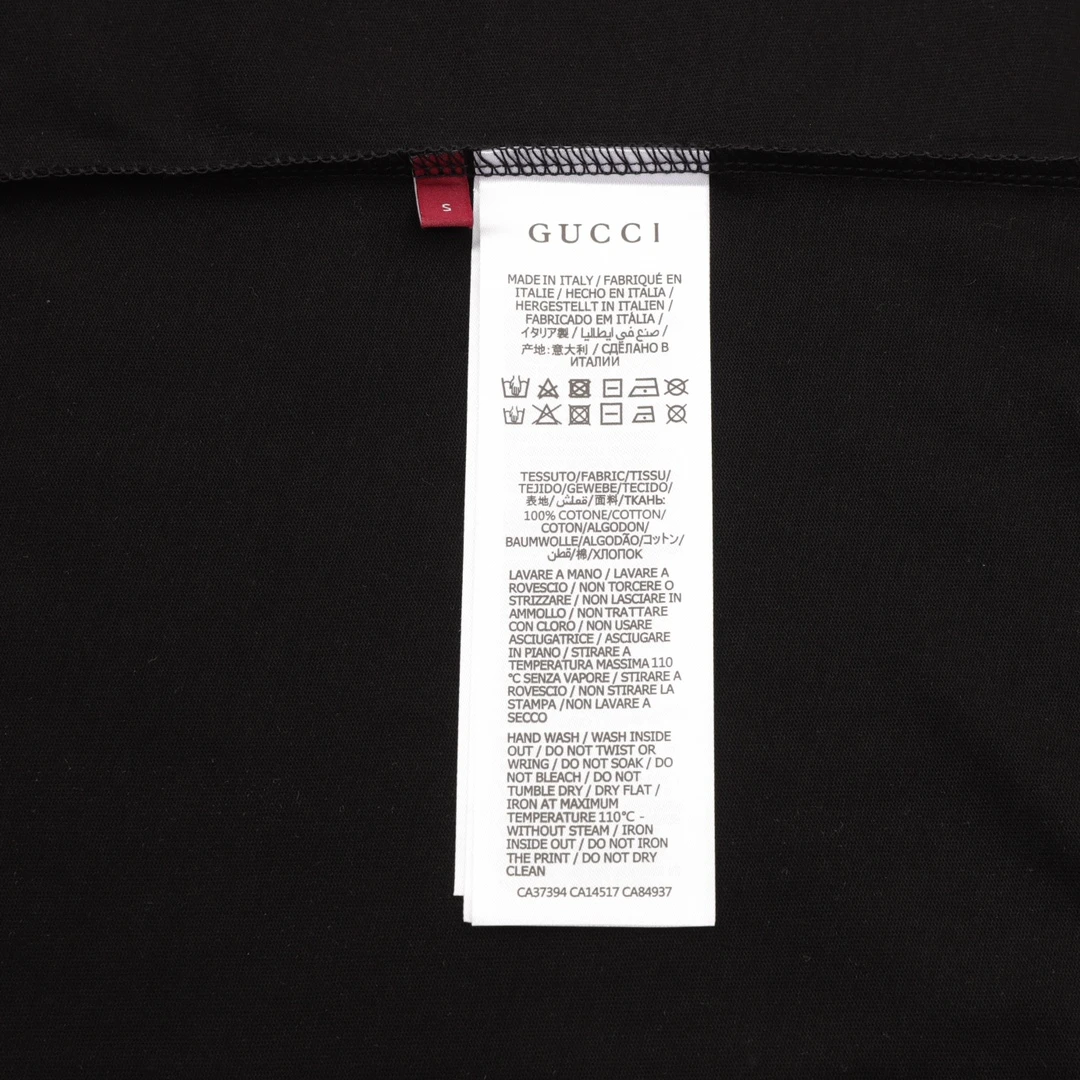 S
GUCCI
MADE IN ITALY / FABRIQUÉ EN
ITALIE / HECHO EN ITALIA /
HERGESTELLT IN ITALIEN /
FABRICADO EM ITÀLIA /
イタリア製 / صنع في ايطاليا /
产地:意大利 / СДЕЛАНО В
ИТАЛИИ
TESSUTO/FABRIC/TISSU/
TEJIDO/GEWEBE/TECIDO/
表地/قملش/面料/ТКАНЬ:
100% COTONE/COTTON/
COTON/ALGODON/
BAUMWOLLE/ALGODÃO/コットン/
قطن/棉/ХЛОПОК
LAVARE A MANO / LAVARE A
ROVESCIO / NON TORCERE O
STRIZZARE / NON LASCIARE IN
AMMOLLO / NON TRATTARE
CON CLORO / NON USARE
ASCIUGATRICE / ASCIUGARE
IN PIANO / STIRARE A
TEMPERATURA MASSIMA 110
°C SENZA VAPORE / STIRARE A
ROVESCIO / NON STIRARE LA
STAMPA /NON LAVARE A
SECCO
HAND WASH / WASH INSIDE
OUT / DO NOT TWIST OR
WRING / DO NOT SOAK / DO
NOT BLEACH / DO NOT
TUMBLE DRY / DRY FLAT /
IRON AT MAXIMUM
TEMPERATURE 110°C -
WITHOUT STEAM / IRON
INSIDE OUT / DO NOT IRON
THE PRINT / DO NOT DRY
CLEAN
CA37394 CA14517 CA84937